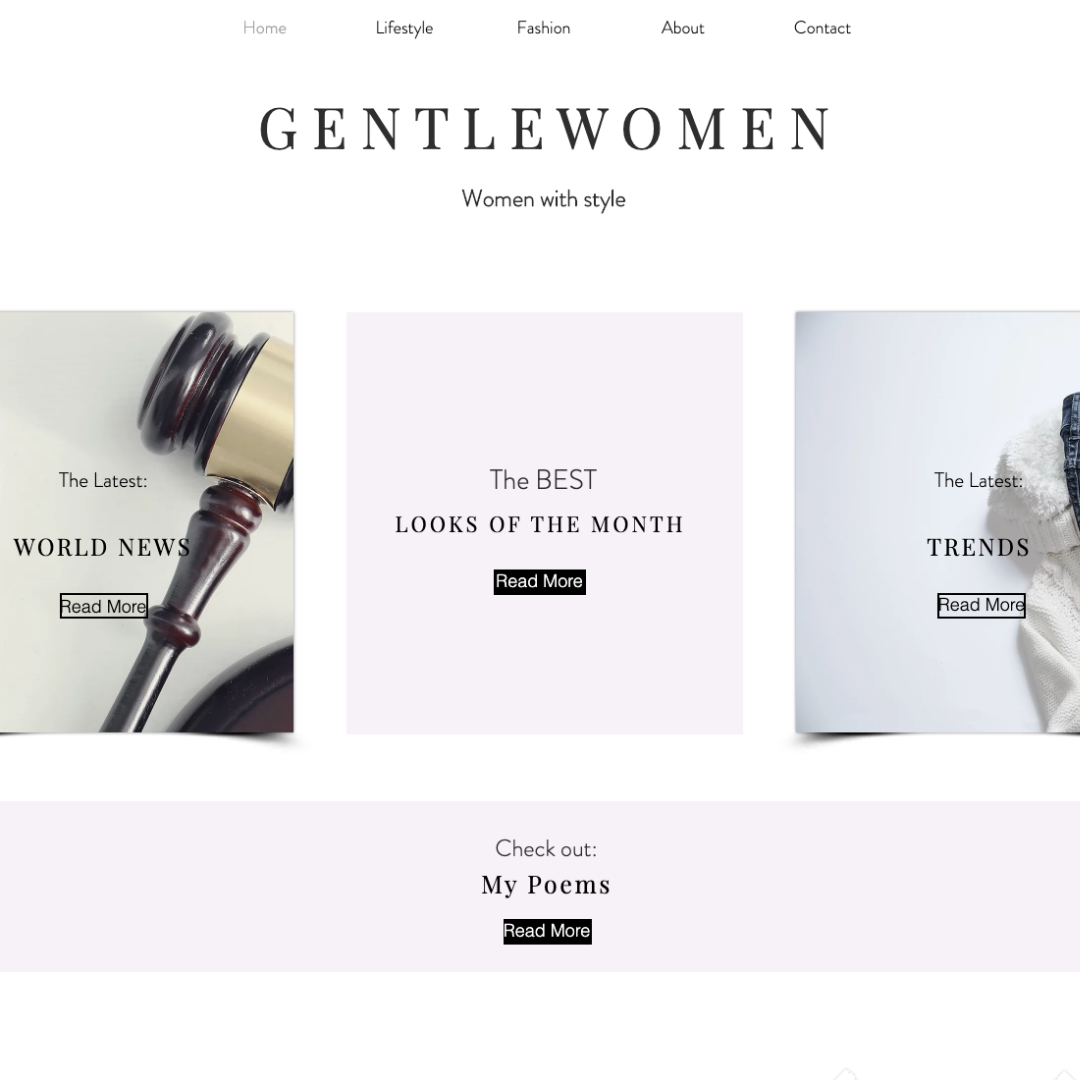 Home Lifestyle Fashion About Contact
GENTLEWOMEN
Women with style
The Latest:
WORLD NEWS
Read More
The BEST
LOOKS OF THE MONTH
Read More
The Latest:
TRENDS
Read More
Check out:
My Poems
Read More